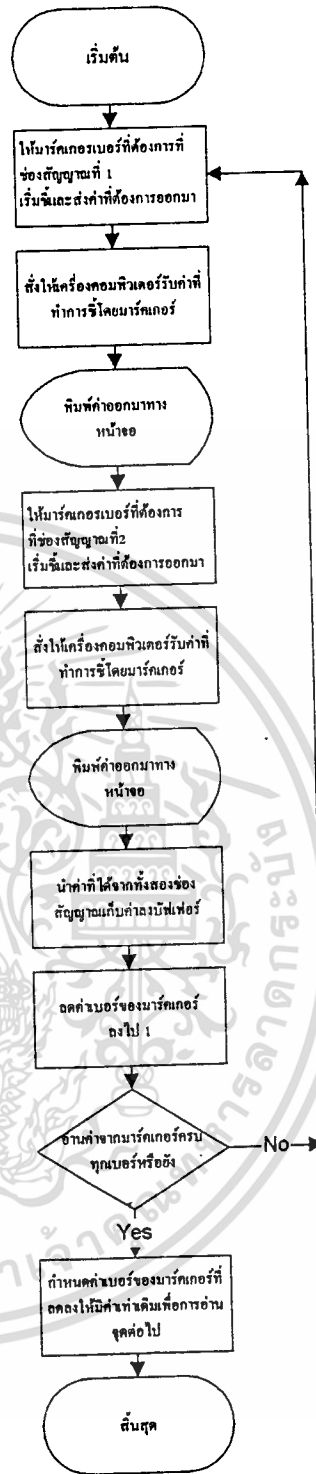 เริ่มต้น
ให้มาร์คเกอรเบอร์ที่ต้องการที่
ช่องสัญญาณที่ 1
เริ่มชี้และส่งค่าที่ต้องการออกมา
สั่งให้เครื่องคอมพิวเตอร์รับค่าที่
ทำการชี้โดยมาร์คเกอร์
พิมพ์ค่าออกมาทาง
หน้าจอ
ให้มาร์คเกอรเบอร์ที่ต้องการ
ที่ช่องสัญญาณที่2
เริ่มชี้และส่งค่าที่ต้องการออกมา
สั่งให้เครื่องคอมพิวเตอร์รับค่าที่
ทำการชี้โดยมาร์คเกอร์
พิมพ์ค่าออกมาทาง
หน้าจอ
นำค่าที่ได้จากทั้งสองช่อง
สัญญาณเก็บค่าลงบัฟเฟอร์
ลดค่าเบอร์ของมาร์คเกอร์
ลงไป 1
อ่านค่าจากมาร์คเกอร์ครบ
ทุกเบอร์หรือยัง
No
Yes
กำหนดค่าเบอร์ของมาร์คเกอร์ที่
ลดลงให้มีค่าเท่าเดิมเพื่อการอ่าน
ชุดต่อไป
สิ้นสุด